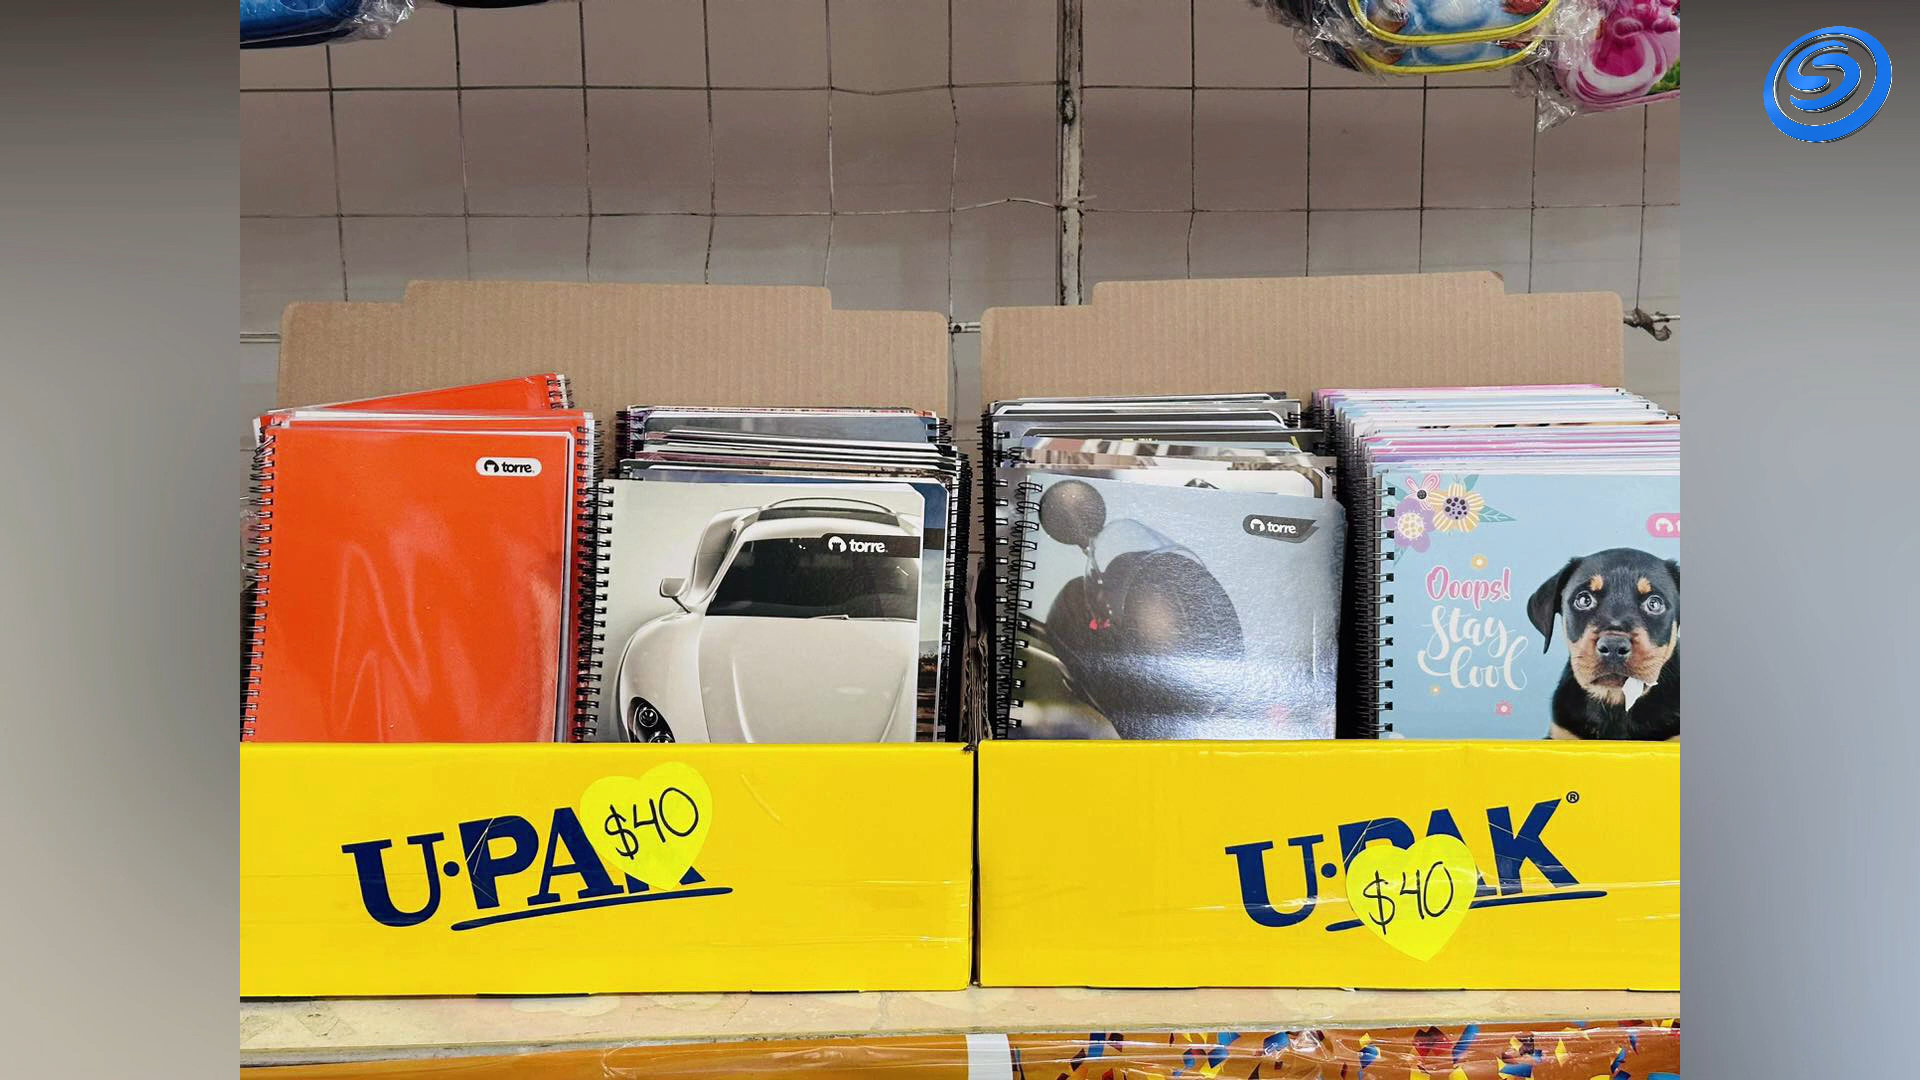 torre.
torre.
torre.
Ooops!
Stay
Cool
U·PAK
$40
U·PAK®
$40